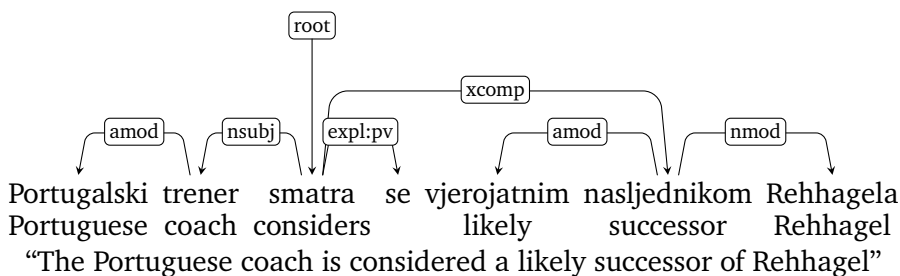 root
xcomp
amod nsubj expl:pv amod nmod
Portugalski trener smatra se vjerojatnim nasljednikom Rehhagela
Portuguese coach considers likely successor Rehhagel
“The Portuguese coach is considered a likely successor of Rehhagel”